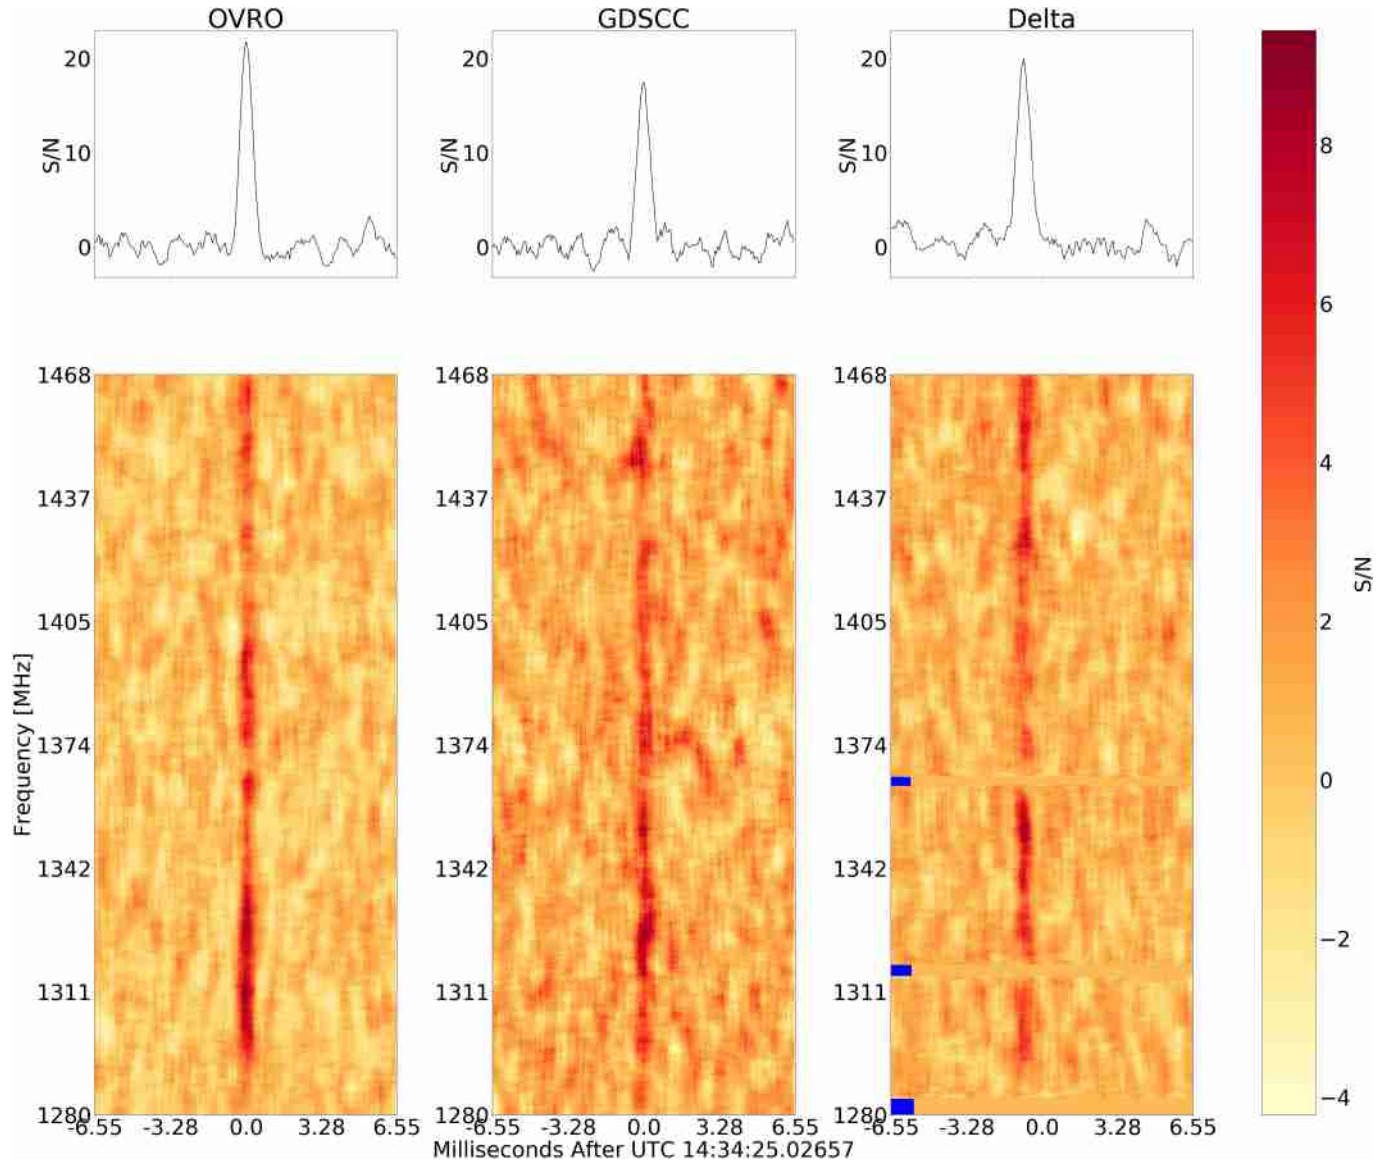 OVRO GDSCC Delta
20 20 20
10 10 10 8
S/N S/N S/N
0 0 0
6
1468 1468 1468
4
1437 1437 1437
S/N
1405 1405 1405 2
Frequency [MHz]
1374 1374 1374
0
1342 1342 1342
−2
1311 1311 1311
−4
1280 1280 1280
-6.55 -3.28 0.0 3.28 6.55 -6.55 -3.28 0.0 3.28 6.55 -6.55 -3.28 0.0 3.28 6.55
Milliseconds After UTC 14:34:25.02657